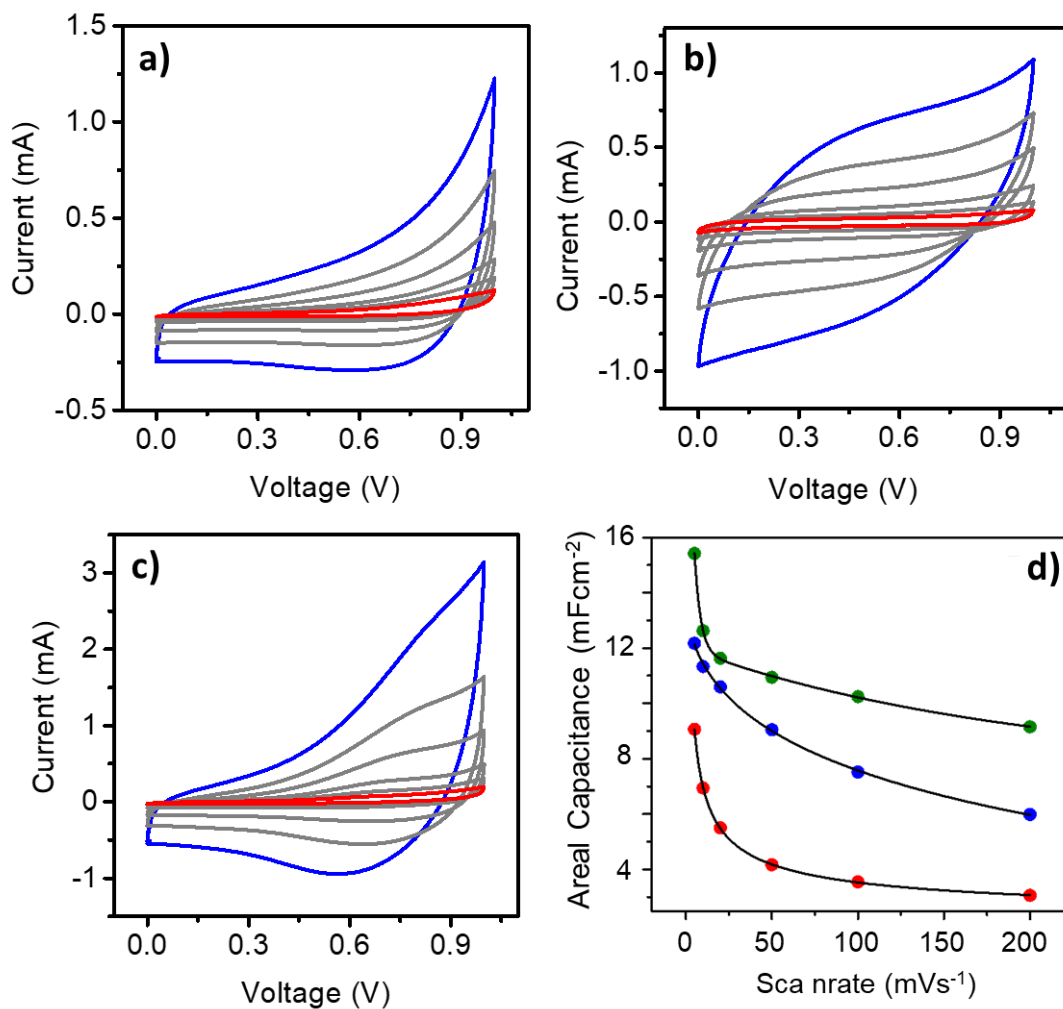 a)
1.5
1.0
0.5
0.0
-0.5
Current (mA)
0.0 0.3 0.6 0.9
Voltage (V)
b)
1.0
0.5
0.0
-0.5
-1.0
Current (mA)
0.0 0.3 0.6 0.9
Voltage (V)
c)
3
2
1
0
-1
Current (mA)
0.0 0.3 0.6 0.9
Voltage (V)
d)
16
12
8
4
Areal Capacitance (mFcm⁻²)
0 50 100 150 200
Sca nrate (mVs⁻¹)